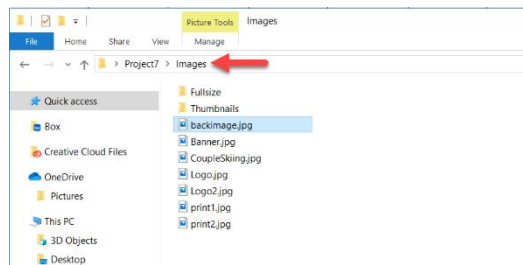 Picture Tools Images
File Home Share View Manage
Project7 > Images
Quick access
Box
Creative Cloud Files
OneDrive
Pictures
This PC
3D Objects
Desktop
Fullsize
Thumbnails
backimage.jpg
Banner.jpg
CoupleSkiing.jpg
Logo.jpg
Logo2.jpg
print1.jpg
print2.jpg